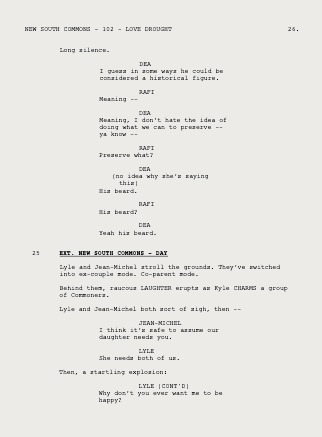 NEW SOUTH COMMONS - 102 - LOVE DROUGHT 26.
Long silence.
DEA
I guess in some ways he could be
considered a historical figure.
RAFI
Meaning --
DEA
Meaning, I don't hate the idea of
doing what we can to preserve --
ya know --
RAFI
Preserve what?
DEA
(no idea why she's saying
this)
His beard.
RAFI
His beard?
DEA
Yeah his beard.
25 EXT. NEW SOUTH COMMONS - DAY
Lyle and Jean-Michel stroll the grounds. They've switched
into ex-couple mode. Co-parent mode.
Behind them, raucous LAUGHTER erupts as Kyle CHARMS a group
of Commoners.
Lyle and Jean-Michel both sort of sigh, then --
JEAN-MICHEL
I think it's safe to assume our
daughter needs you.
LYLE
She needs both of us.
Then, a startling explosion:
LYLE (CONT'D)
Why don't you ever want me to be
happy?